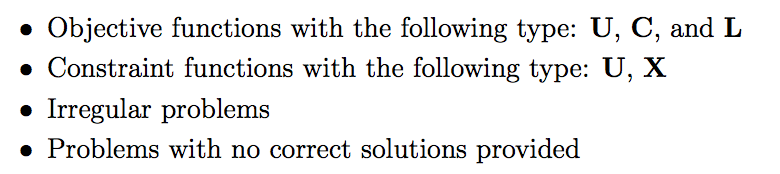 • Objective functions with the following type: U, C, and L
• Constraint functions with the following type: U, X
• Irregular problems
• Problems with no correct solutions provided